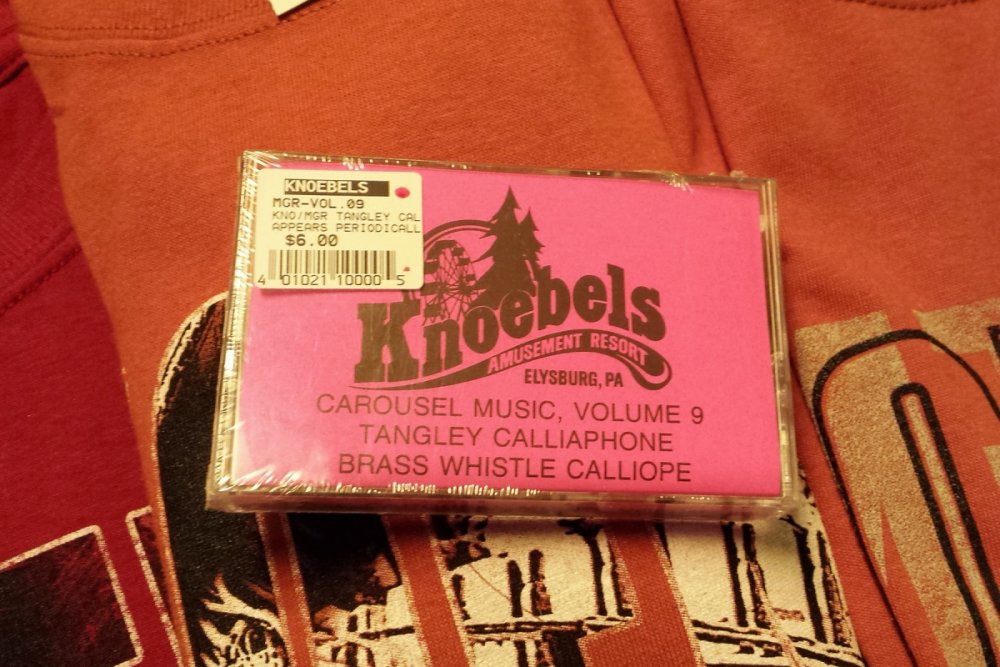 KNOEBELS
MGR-VOL.09
KNO/MGR TANGLEY CAL
APPEARS PERIODICALL
$6.00
4 01021 10000 5
Knoebels
AMUSEMENT RESORT
ELYSBURG, PA
CAROUSEL MUSIC, VOLUME 9
TANGLEY CALLIAPHONE
BRASS WHISTLE CALLIOPE